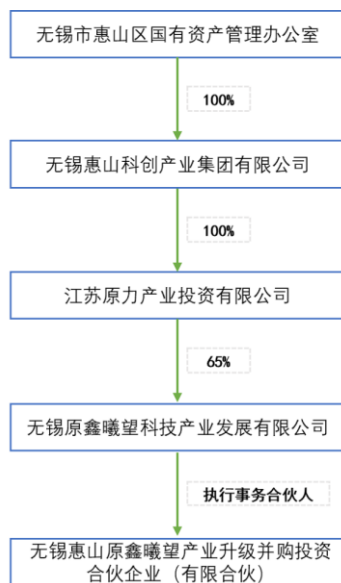 无锡市惠山区国有资产管理办公室
100%
无锡惠山科创产业集团有限公司
100%
江苏原力产业投资有限公司
65%
无锡原鑫曦望科技产业发展有限公司
执行事务合伙人
无锡惠山原鑫曦望产业升级并购投资
合伙企业（有限合伙）